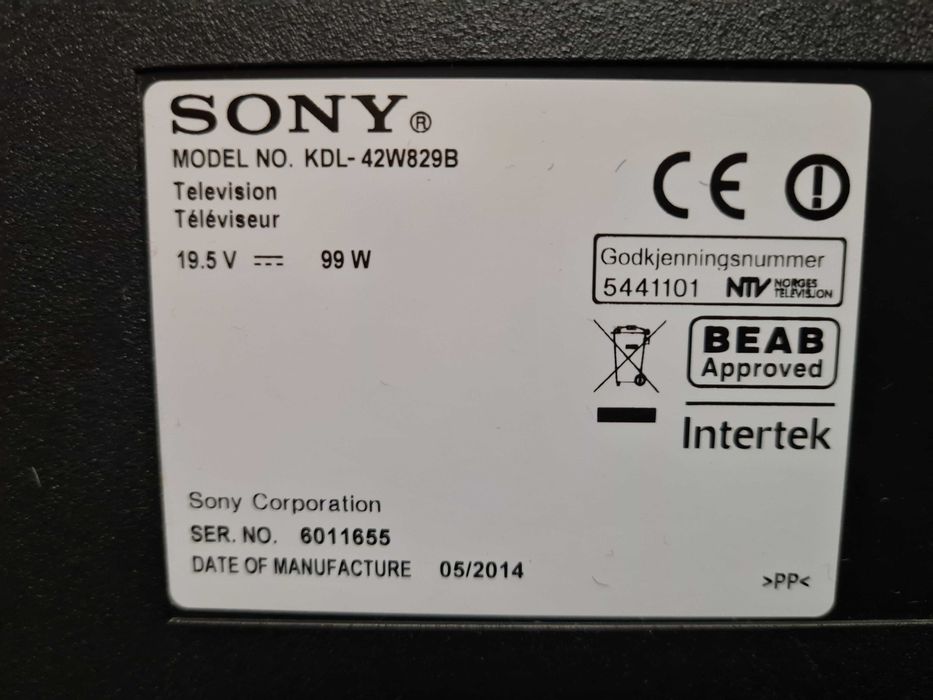 SONY®
MODEL NO. KDL-42W829B
Television
Téléviseur
19.5 V ⎓ 99 W
CE
Godkjenningsnummer
5441101 NTV NORGES TELEVISJON
BEAB
Approved
Intertek
Sony Corporation
SER. NO. 6011655
DATE OF MANUFACTURE 05/2014
>PP<